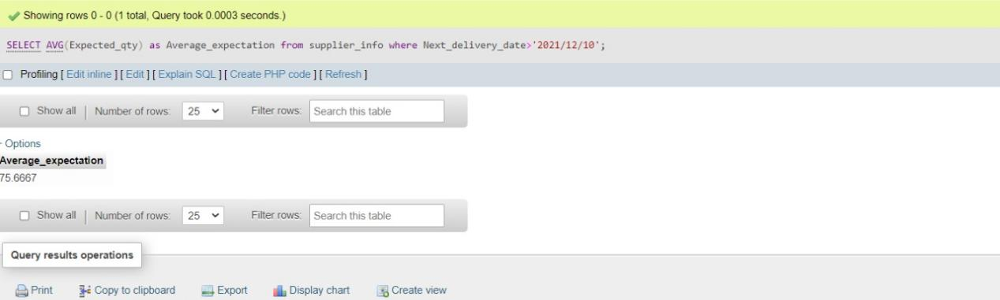 Showing rows 0 - 0 (1 total, Query took 0.0003 seconds.)
SELECT AVG(Expected_qty) as Average_expectation from supplier_info where Next_delivery_date>'2021/12/10';
Profiling [ Edit inline ] [ Edit ] [ Explain SQL ] [ Create PHP code ] [ Refresh ]
Show all | Number of rows: 25 Filter rows: Search this table
Options
Average_expectation
75.6667
Show all | Number of rows: 25 Filter rows: Search this table
Query results operations
Print Copy to clipboard Export Display chart Create view